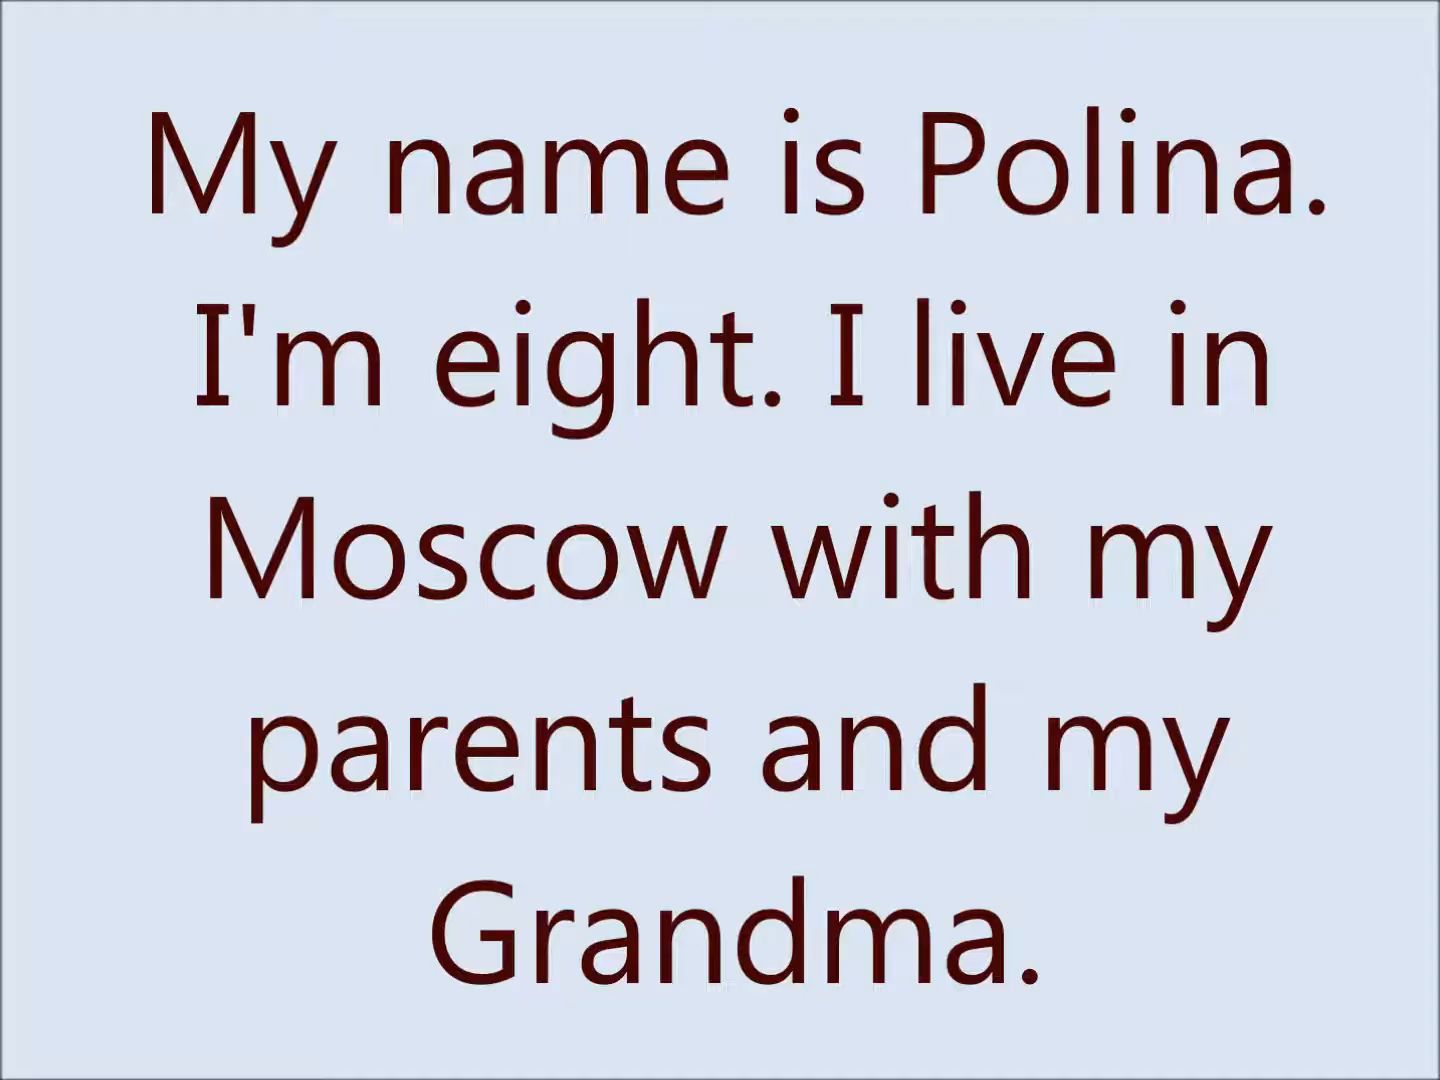 My name is Polina.
I'm eight. I live in
Moscow with my
parents and my
Grandma.